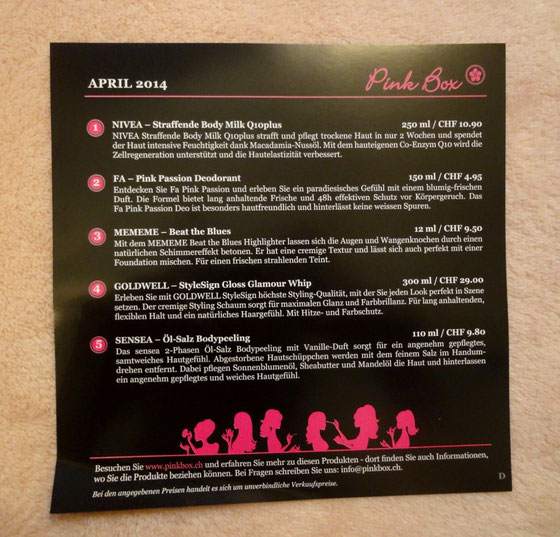 APRIL 2014 Pink Box
1 NIVEA – Straffende Body Milk Q10plus 250 ml / CHF 10.90
NIVEA Straffende Body Milk Q10plus strafft und pflegt trockene Haut in nur 2 Wochen und spendet
der Haut intensive Feuchtigkeit dank Macadamia-Nussöl. Mit dem hauteigenen Co-Enzym Q10 wird die
Zellregeneration unterstützt und die Hautelastizität verbessert.
2 FA – Pink Passion Deodorant 150 ml / CHF 4.95
Entdecken Sie Fa Pink Passion und erleben Sie ein paradiesisches Gefühl mit einem blumig-frischen
Duft. Die Formel bietet lang anhaltende Frische und 48h effektiven Schutz vor Körpergeruch. Das
Fa Pink Passion Deo ist besonders hautfreundlich und hinterlässt keine weissen Spuren.
3 MEMEME – Beat the Blues 12 ml / CHF 9.50
Mit dem MEMEME Beat the Blues Highlighter lassen sich die Augen und Wangenknochen durch einen
natürlichen Schimmereffekt betonen. Er hat eine cremige Textur und lässt sich auch perfekt mit einer
Foundation mischen. Für einen frischen strahlenden Teint.
4 GOLDWELL – StyleSign Gloss Glamour Whip 300 ml / CHF 29.00
Erleben Sie mit GOLDWELL StyleSign höchste Styling-Qualität, mit der Sie jeden Look perfekt in Szene
setzen. Der cremige Styling Schaum sorgt für maximalen Glanz und Farbbrillanz. Für lang anhaltenden,
flexiblen Halt und ein natürliches Haargefühl. Mit Hitze- und Farbschutz.
5 SENSEA – Öl-Salz Bodypeeling 110 ml / CHF 9.80
Das sensea 2-Phasen Öl-Salz Bodypeeling mit Vanille-Duft sorgt für ein angenehm gepflegtes,
samtweiches Hautgefühl. Abgestorbene Hautschüppchen werden mit dem feinem Salz im Handum-
drehen entfernt. Dabei pflegen Sonnenblumenöl, Sheabutter und Mandelöl die Haut und hinterlassen
ein angenehm gepflegtes und weiches Hautgefühl.
Besuchen Sie www.pinkbox.ch und erfahren Sie mehr zu diesen Produkten - dort finden Sie auch Informationen,
wo Sie die Produkte beziehen können. Bei Fragen schreiben Sie uns: info@pinkbox.ch.
Bei den angegebenen Preisen handelt es sich um unverbindliche Verkaufspreise.
D